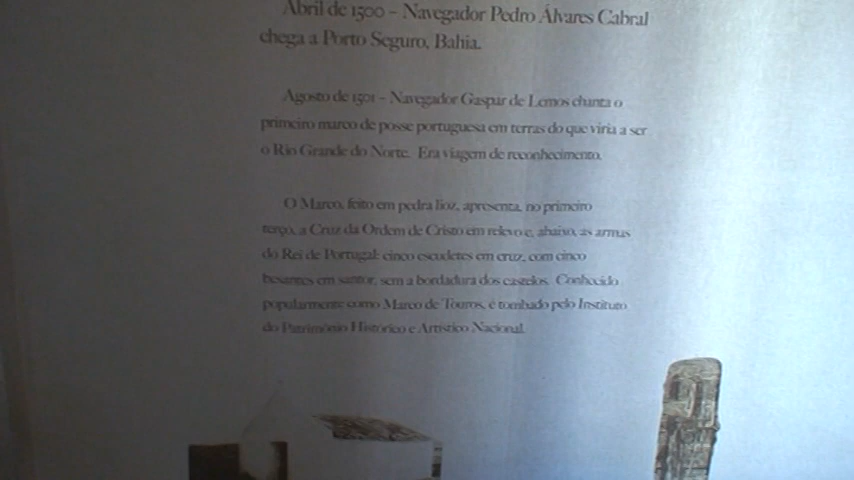 Abril de 1500 - Navegador Pedro Álvares Cabral
chega a Porto Seguro, Bahia.
Agosto de 1501 - Navegador Gaspar de Lemos chanta o
primeiro marco de posse portuguesa em terras do que viria a ser
o Rio Grande do Norte. Era viagem de reconhecimento.
O Marco, feito em pedra lioz, apresenta, no primeiro
terço, a Cruz da Ordem de Cristo em relevo e, abaixo, as armas
do Rei de Portugal: cinco escudetes em cruz, com cinco
besantes em santor, sem a bordadura dos castelos. Conhecido
popularmente como Marco de Touros, é tombado pelo Instituto
do Patrimônio Histórico e Artístico Nacional.